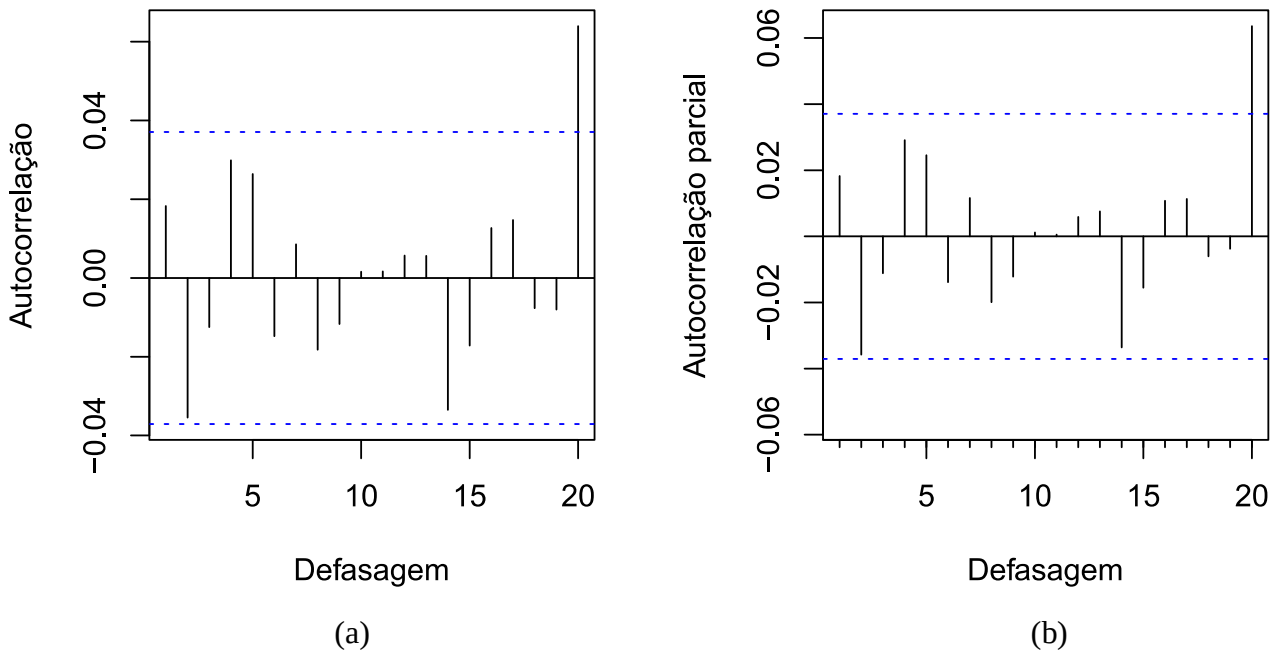 Autocorrelação
0.04
0.00
−0.04
5 10 15 20
Defasagem
(a)
Autocorrelação parcial
0.06
0.02
−0.02
−0.06
5 10 15 20
Defasagem
(b)